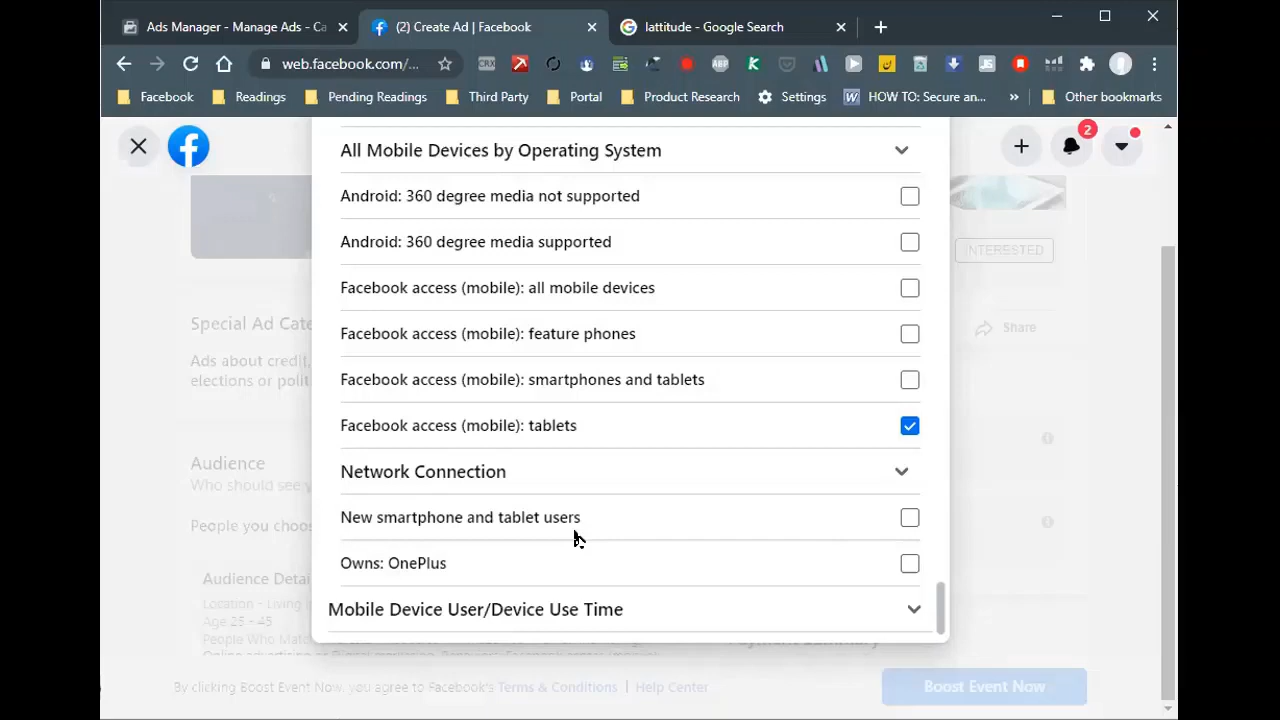 Ads Manager - Manage Ads - Ca
(2) Create Ad | Facebook
lattitude - Google Search
web.facebook.com/...
Facebook
Readings
Pending Readings
Third Party
Portal
Product Research
Settings
HOW TO: Secure an...
Other bookmarks
2
All Mobile Devices by Operating System
Android: 360 degree media not supported
Android: 360 degree media supported
INTERESTED
Facebook access (mobile): all mobile devices
Special Ad Cate
Share
Facebook access (mobile): feature phones
Ads about credit,
elections or polit
Facebook access (mobile): smartphones and tablets
Facebook access (mobile): tablets
Audience
Who should see y
Network Connection
People you choos
New smartphone and tablet users
Owns: OnePlus
Audience Detai
Location - Living i
Age 25 - 45
People Who Matc
Mobile Device User/Device Use Time
By clicking Boost Event Now, you agree to Facebook's Terms & Conditions | Help Center
Boost Event Now